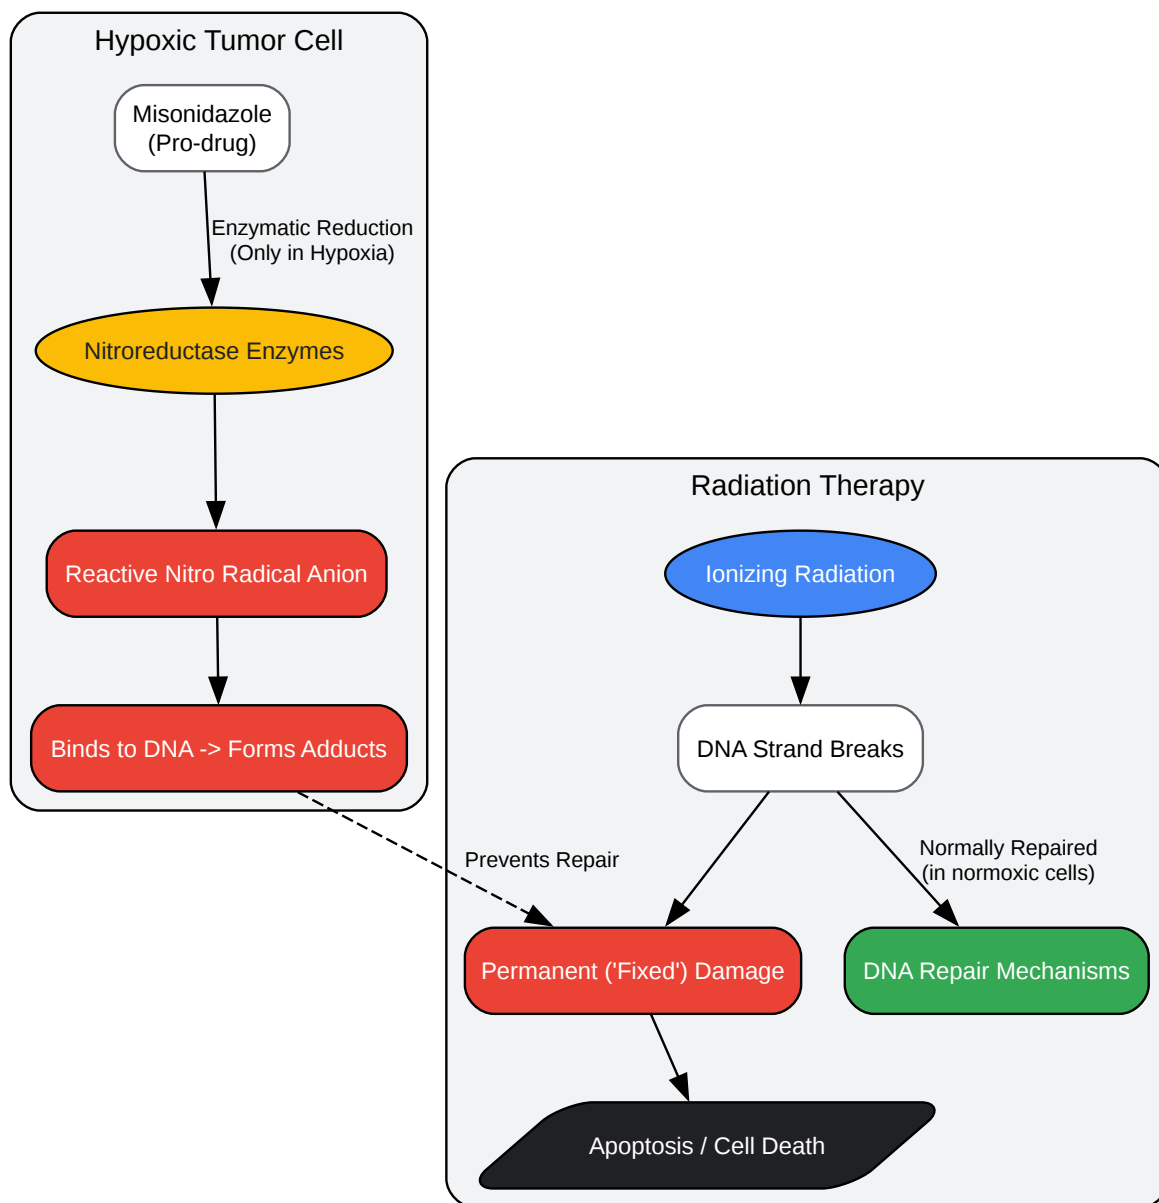 Hypoxic Tumor Cell
Misonidazole
(Pro-drug)
Enzymatic Reduction
(Only in Hypoxia)
Nitroreductase Enzymes
Reactive Nitro Radical Anion
Binds to DNA -> Forms Adducts
Prevents Repair
Radiation Therapy
Ionizing Radiation
DNA Strand Breaks
Normally Repaired
(in normoxic cells)
Permanent ('Fixed') Damage
DNA Repair Mechanisms
Apoptosis / Cell Death